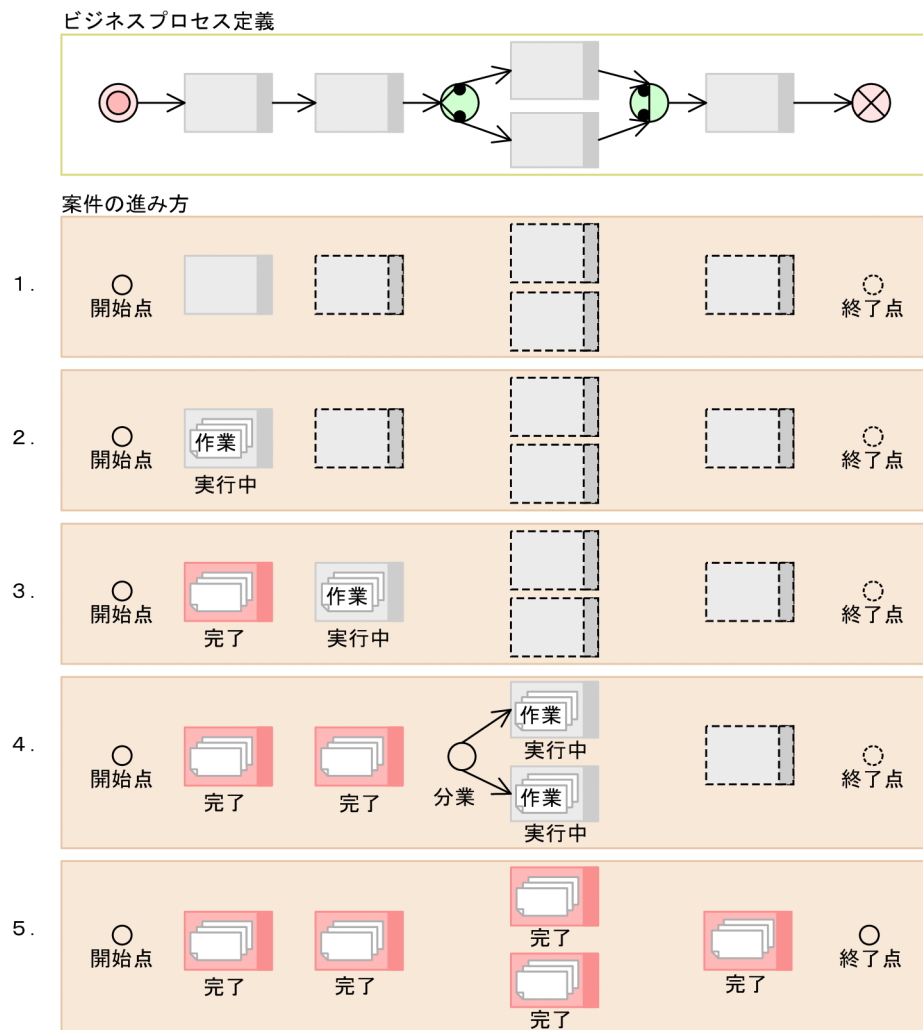 ビジネスプロセス定義
案件の進み方
1.
開始点
終了点
2.
作業
開始点
実行中
終了点
3.
作業
開始点
完了
実行中
終了点
4.
作業
実行中
開始点
完了
完了
分業
作業
実行中
終了点
5.
完了
開始点
完了
完了
完了
完了
終了点